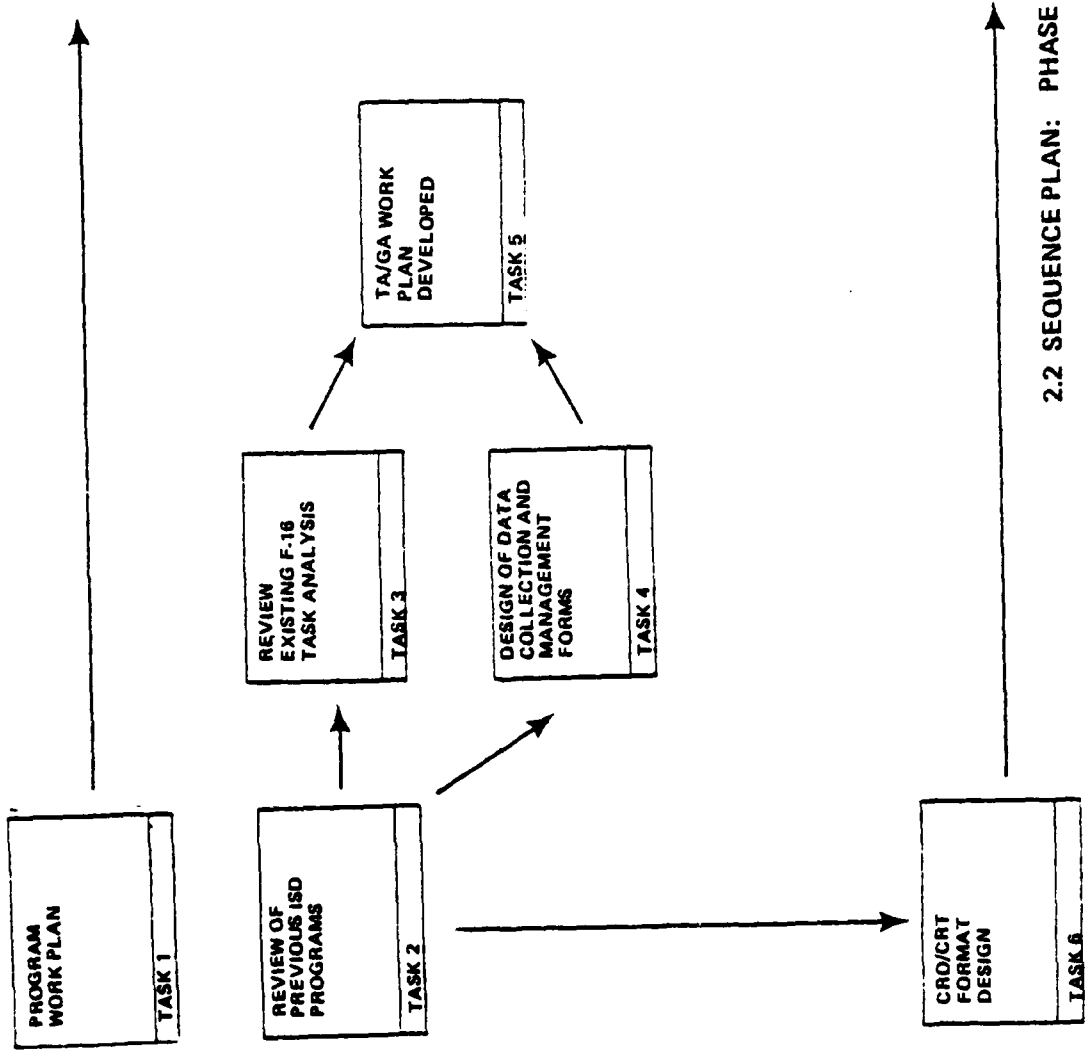 PROGRAM
WORK PLAN
TASK 1
REVIEW OF
PREVIOUS ISD
PROGRAMS
TASK 2
REVIEW
EXISTING F-16
TASK ANALYSIS
TASK 3
DESIGN OF DATA
COLLECTION AND
MANAGEMENT
FORMS
TASK 4
TA/GA WORK
PLAN
DEVELOPED
TASK 5
CRO/CRT
FORMAT
DESIGN
TASK 6
2.2 SEQUENCE PLAN: PHASE